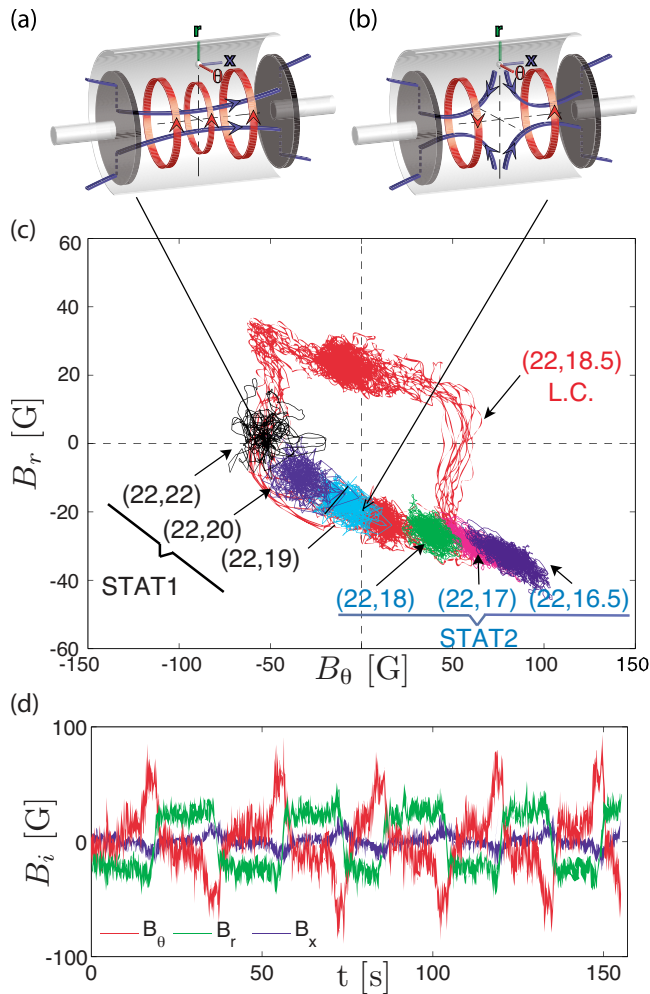 (a)
(b)
r
x
θ
r
x
θ
(c)
60
40
20
0
-20
-40
-60
B_r [G]
(22,18.5)
L.C.
(22,22)
(22,20)
(22,19)
STAT1
(22,18)
(22,17)
(22,16.5)
STAT2
-150
-100
-50
0
50
100
150
B_θ [G]
(d)
100
0
-100
B_i [G]
B_θ
B_r
B_x
0
50
100
150
t [s]